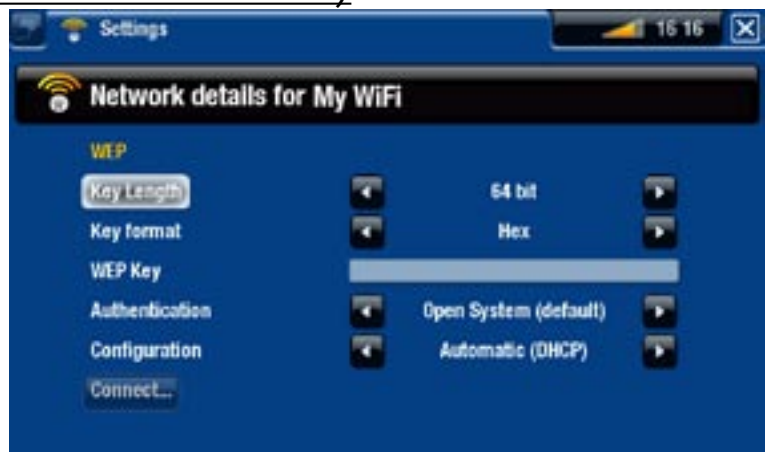 Settings 16 16
Network details for My WiFi
WEP
Key Length 64 bit
Key format Hex
WEP Key
Authentication Open System (default)
Configuration Automatic (DHCP)
Connect...